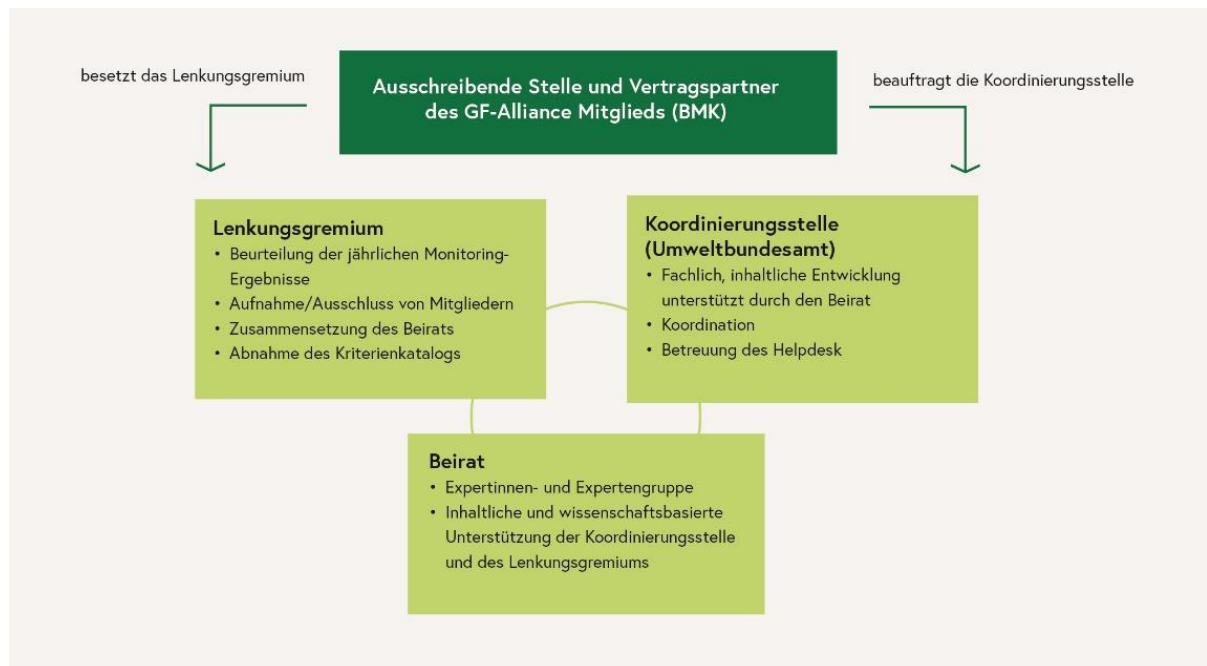 besetzt das Lenkungsgremium
Ausschreibende Stelle und Vertragspartner
des GF-Alliance Mitglieds (BMK)
beauftragt die Koordinierungsstelle
Lenkungsgremium
• Beurteilung der jährlichen Monitoring-
Ergebnisse
• Aufnahme/Ausschluss von Mitgliedern
• Zusammensetzung des Beirats
• Abnahme des Kriterienkatalogs
Koordinierungsstelle
(Umweltbundesamt)
• Fachlich, inhaltliche Entwicklung
unterstützt durch den Beirat
• Koordination
• Betreuung des Helpdesk
Beirat
• Expertinnen- und Expertengruppe
• Inhaltliche und wissenschaftsbasierte
Unterstützung der Koordinierungsstelle
und des Lenkungsgremiums